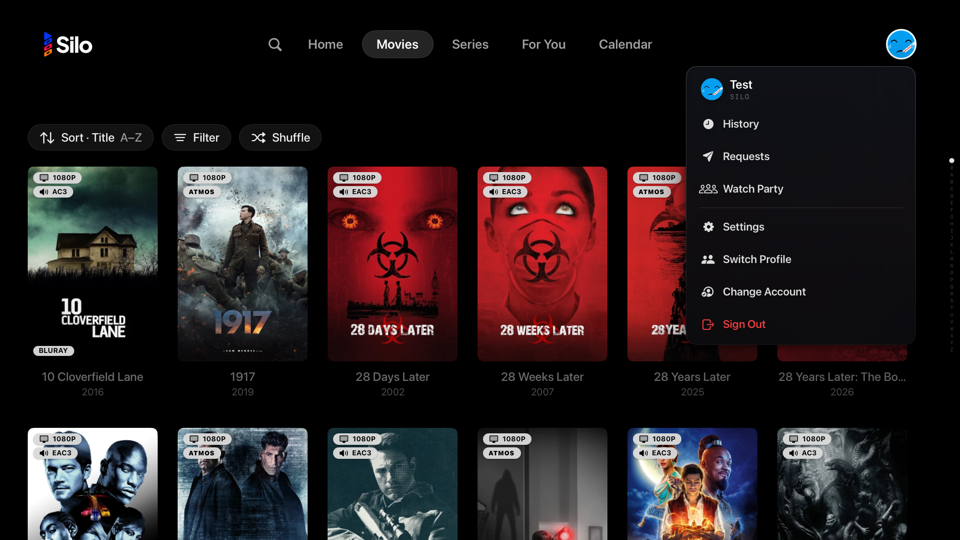 Silo
Home
Movies
Series
For You
Calendar
Test
SILO
History
Requests
Watch Party
Settings
Switch Profile
Change Account
Sign Out
Sort · Title A–Z
Filter
Shuffle
1080P
AC3
10
CLOVERFIELD
LANE
BLURAY
10 Cloverfield Lane
2016
1080P
ATMOS
1917
1917
2019
1080P
EAC3
28 DAYS LATER
28 Days Later
2002
1080P
EAC3
28 WEEKS LATER
28 Weeks Later
2007
1080P
ATMOS
28 YEA
28 Years Later
2025
28 Years Later: The Bo...
2026
1080P
EAC3
1080P
ATMOS
1080P
EAC3
1080P
ATMOS
1080P
EAC3
1080P
AC3